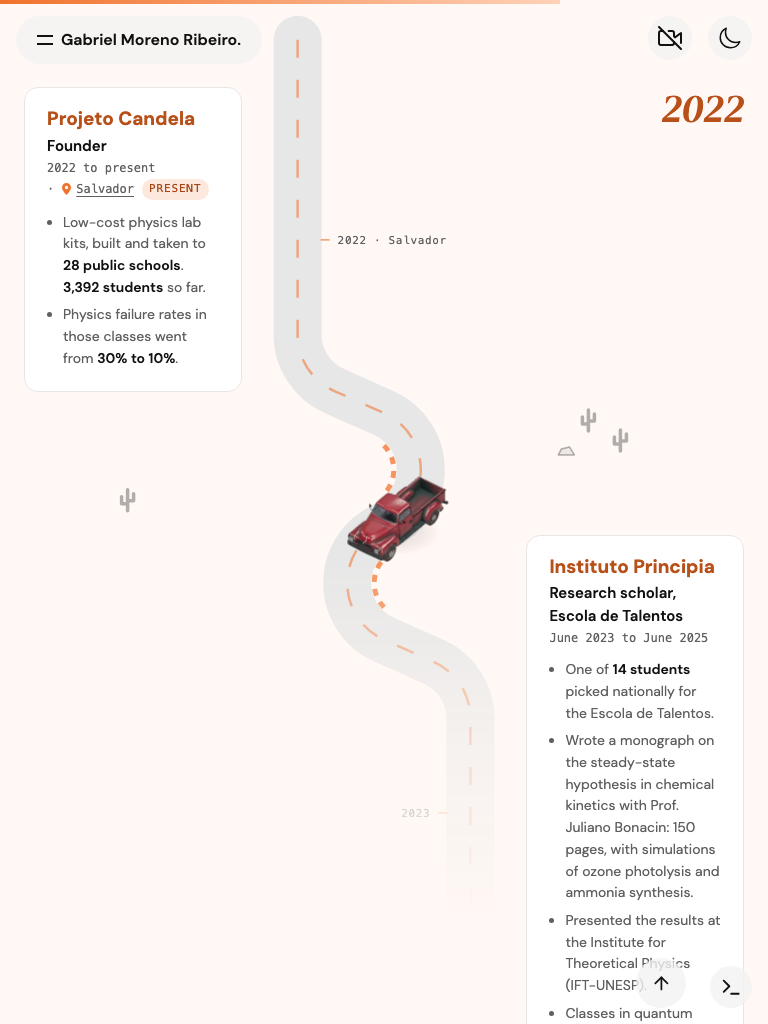 Gabriel Moreno Ribeiro.
2022
Projeto Candela
Founder
2022 to present
· Salvador PRESENT
• Low-cost physics lab
kits, built and taken to
28 public schools.
3,392 students so far.
• Physics failure rates in
those classes went
from 30% to 10%.
2022 · Salvador
Instituto Principia
Research scholar,
Escola de Talentos
June 2023 to June 2025
• One of 14 students
picked nationally for
the Escola de Talentos.
• Wrote a monograph on
the steady-state
hypothesis in chemical
kinetics with Prof.
Juliano Bonacin: 150
pages, with simulations
of ozone photolysis and
ammonia synthesis.
• Presented the results at
the Institute for
Theoretical Physics
(IFT-UNESP).
• Classes in quantum
2023